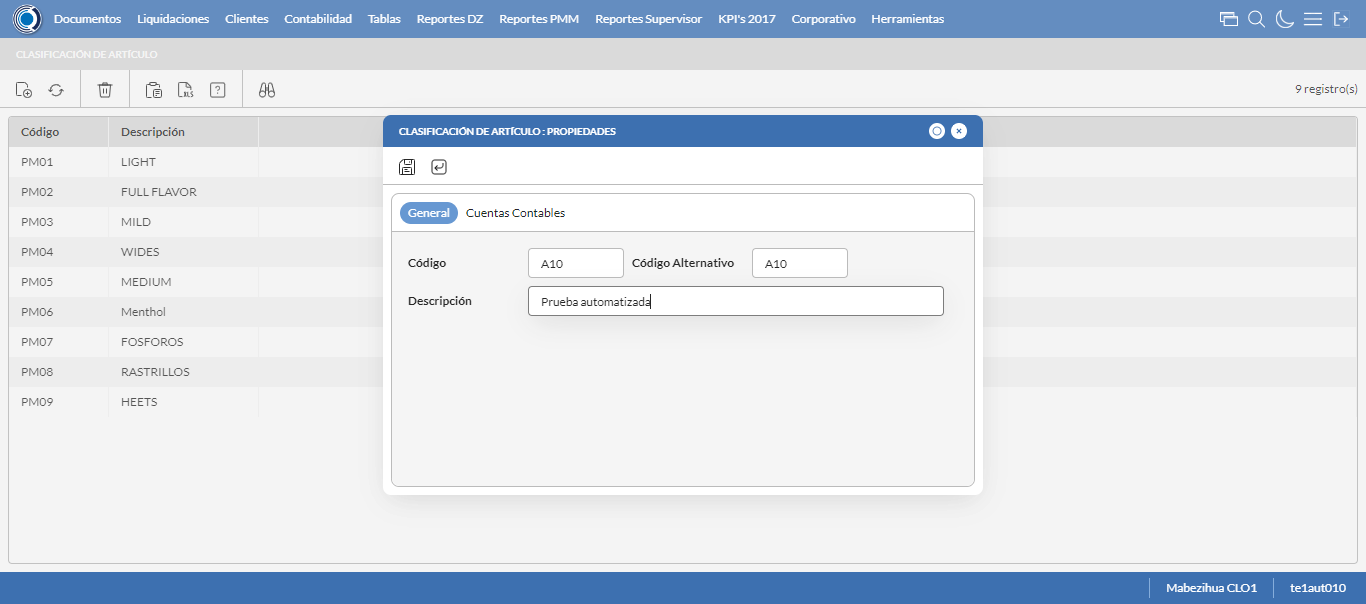 Documentos Liquidaciones Clientes Contabilidad Tablas Reportes DZ Reportes PMM Reportes Supervisor KPI's 2017 Corporativo Herramientas
CLASIFICACIÓN DE ARTÍCULO
XLS ? 9 registro(s)
Código Descripción
PM01 LIGHT
PM02 FULL FLAVOR
PM03 MILD
PM04 WIDES
PM05 MEDIUM
PM06 Menthol
PM07 FOSFOROS
PM08 RASTRILLOS
PM09 HEETS
CLASIFICACIÓN DE ARTÍCULO : PROPIEDADES
General Cuentas Contables
Código A10 Código Alternativo A10
Descripción Prueba automatizada
Mabezihua CLO1 te1aut010